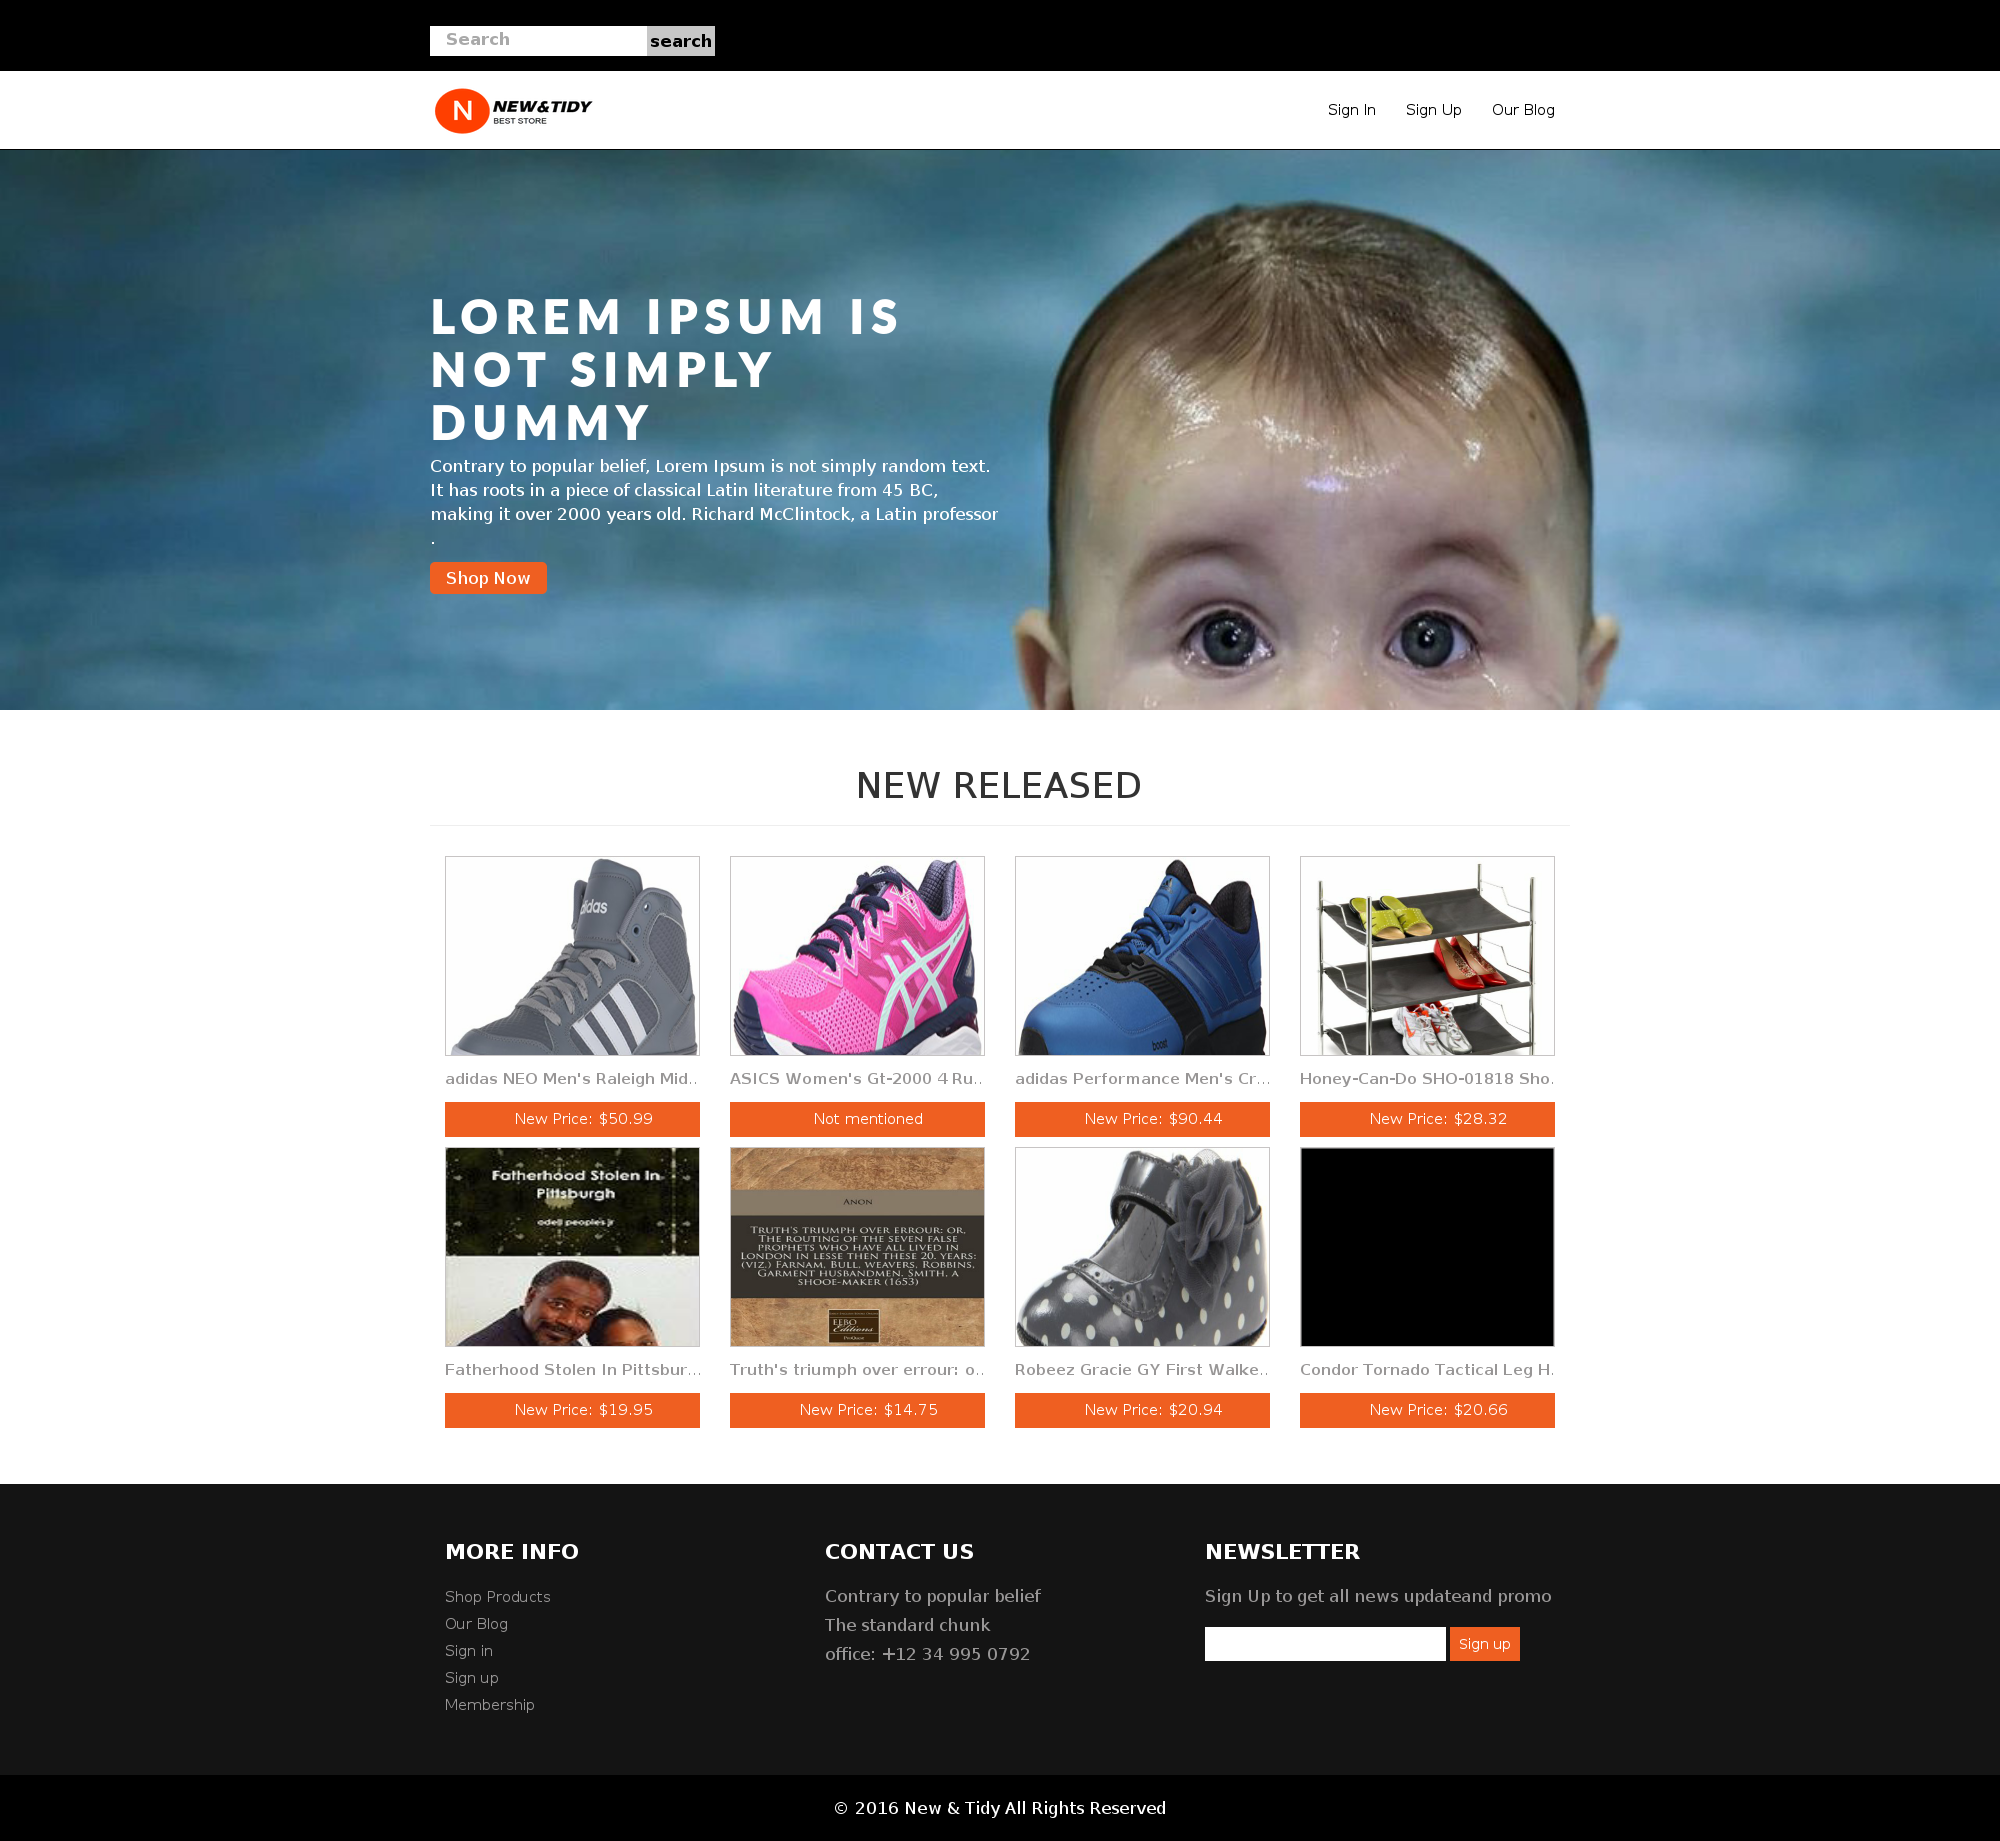 Search
search
N
NEW&TIDY
BEST STORE
Sign In
Sign Up
Our Blog
LOREM IPSUM IS
NOT SIMPLY
DUMMY
Contrary to popular belief, Lorem Ipsum is not simply random text.
It has roots in a piece of classical Latin literature from 45 BC,
making it over 2000 years old. Richard McClintock, a Latin professor
.
Shop Now
NEW RELEASED
adidas
boost
adidas NEO Men's Raleigh Mid..
ASICS Women's Gt-2000 4 Ru..
adidas Performance Men's Cr...
Honey-Can-Do SHO-01818 Sho.
New Price: $50.99
Not mentioned
New Price: $90.44
New Price: $28.32
Fatherhood Stolen In
Pittsburgh
odell peoples jr
ANON
TRUTH'S TRIUMPH OVER ERROUR: OR,
THE ROUTING OF THE SEVEN FALSE
PROPHETS WHO HAVE ALL LIVED IN
LONDON IN LESSE THEN THESE 20. YEARS:
(VIZ.) FARNAM, BULL, WEAVERS. ROBBINS,
GARMENT HUSBANDMEN. SMITH, A
SHOOE-MAKER (1653)
EEBO
Editions
ProQuest
Fatherhood Stolen In Pittsbur...
Truth's triumph over errour: o..
Robeez Gracie GY First Walke..
Condor Tornado Tactical Leg H.
New Price: $19.95
New Price: $14.75
New Price: $20.94
New Price: $20.66
MORE INFO
Shop Products
Our Blog
Sign in
Sign up
Membership
CONTACT US
Contrary to popular belief
The standard chunk
office: +12 34 995 0792
NEWSLETTER
Sign Up to get all news updateand promo
Sign up
© 2016 New & Tidy All Rights Reserved